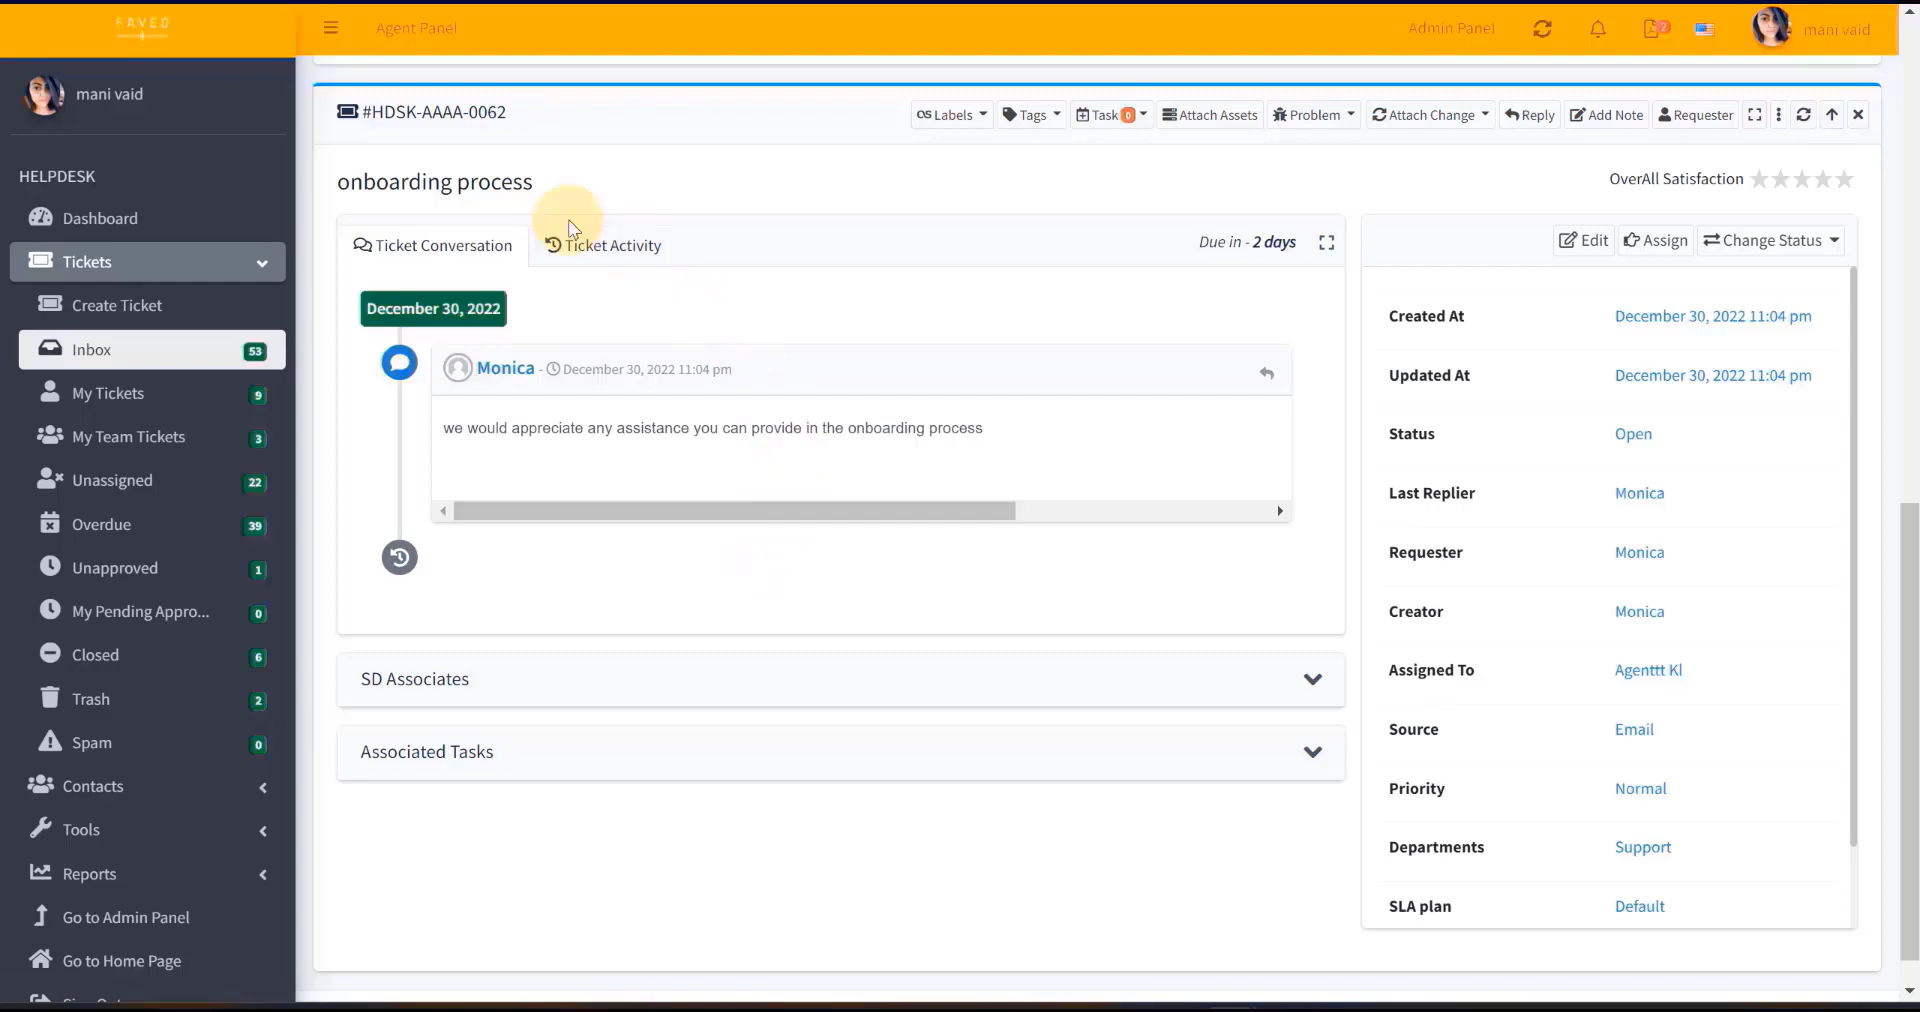 FAVEO
Agent Panel
Admin Panel
2
mani vaid
mani vaid
HELPDESK
Dashboard
Tickets
Create Ticket
Inbox 53
My Tickets 9
My Team Tickets 3
Unassigned 22
Overdue 39
Unapproved 1
My Pending Appro... 0
Closed 6
Trash 2
Spam 0
Contacts
Tools
Reports
Go to Admin Panel
Go to Home Page
#HDSK-AAAA-0062
Labels Tags Task 0 Attach Assets Problem Attach Change Reply Add Note Requester
onboarding process
OverAll Satisfaction
Ticket Conversation Ticket Activity Due in - 2 days
Edit Assign Change Status
December 30, 2022
Monica - December 30, 2022 11:04 pm
we would appreciate any assistance you can provide in the onboarding process
SD Associates
Associated Tasks
Created At December 30, 2022 11:04 pm
Updated At December 30, 2022 11:04 pm
Status Open
Last Replier Monica
Requester Monica
Creator Monica
Assigned To Agenttt Kl
Source Email
Priority Normal
Departments Support
SLA plan Default